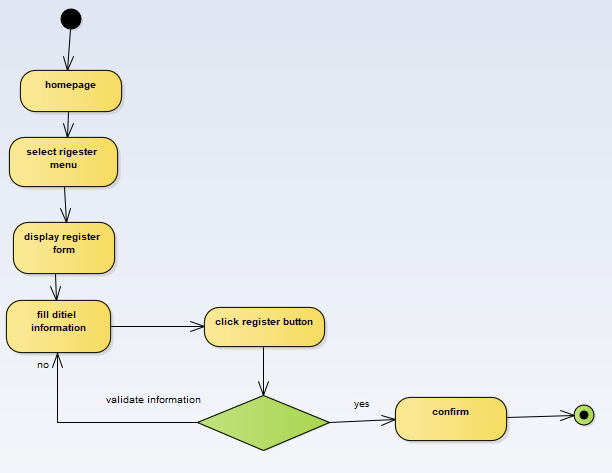 homepage
select rigester
menu
display register
form
fill ditiel
information
click register button
no
validate information
yes
confirm